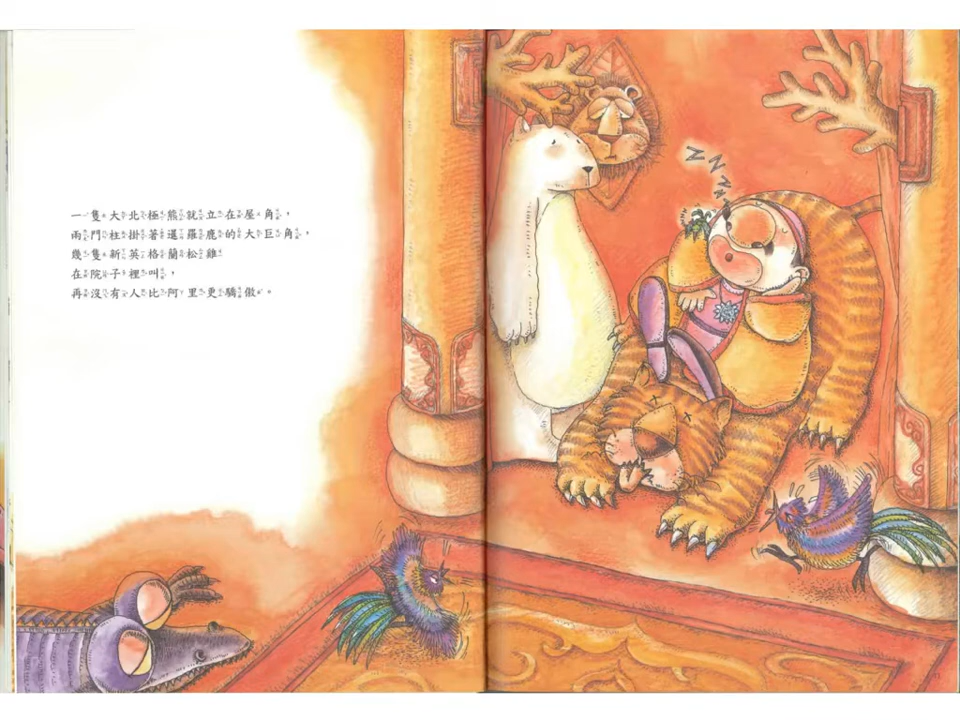 一隻大北極熊就立在屋角，
兩門柱掛著暹羅鹿的大巨角，
幾隻新英格蘭松雞
在院子裡叫，
再沒有人比阿里更驕傲。
Z Z Z Z Z